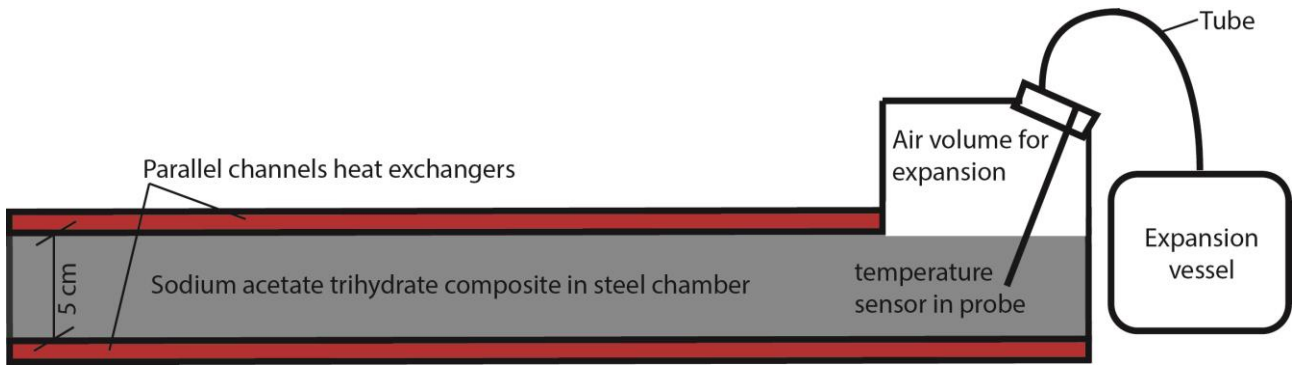 Tube
Air volume for
expansion
Parallel channels heat exchangers
Expansion
vessel
5 cm
Sodium acetate trihydrate composite in steel chamber
temperature
sensor in probe